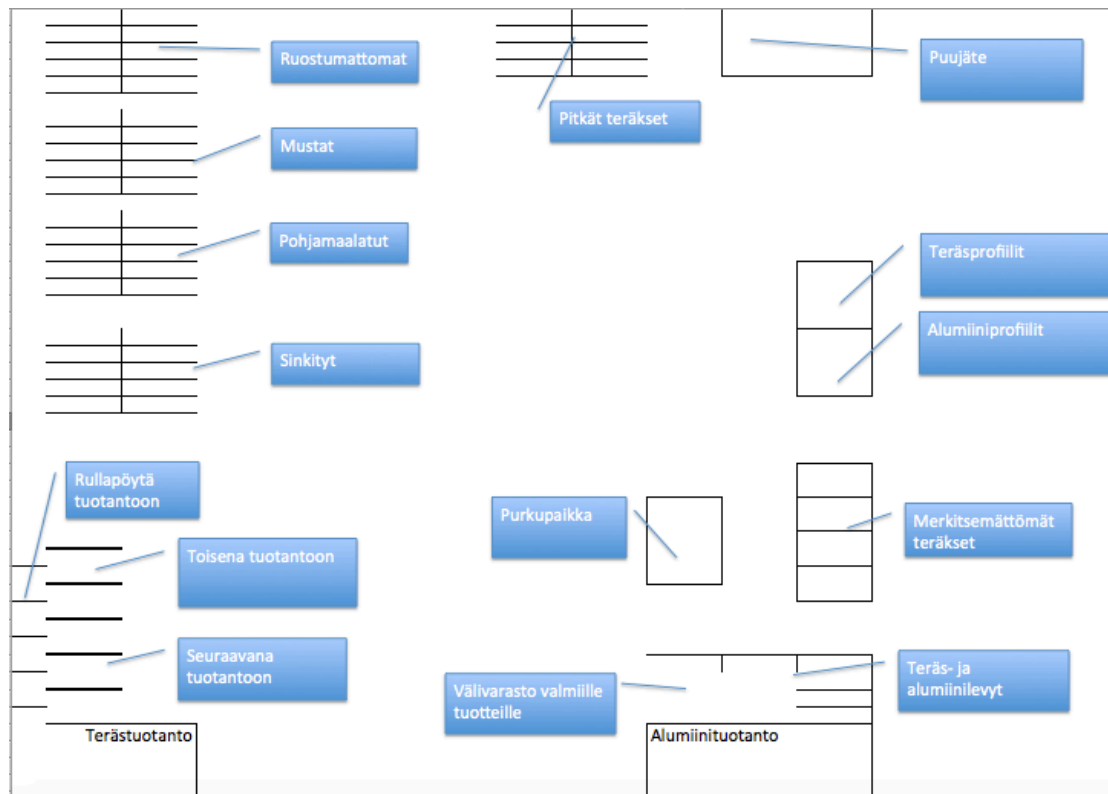 Ruostumattomat
Puujäte
Pitkät teräkset
Mustat
Pohjamaalatut
Teräsprofiilit
Alumiiniprofiilit
Sinkityt
Rullapöytä
tuotantoon
Purkupaikka
Merkitsemättömät
teräkset
Toisena tuotantoon
Seuraavana
tuotantoon
Välivarasto valmiille
tuotteille
Teräs- ja
alumiinilevyt
Terästuotanto
Alumiinituotanto